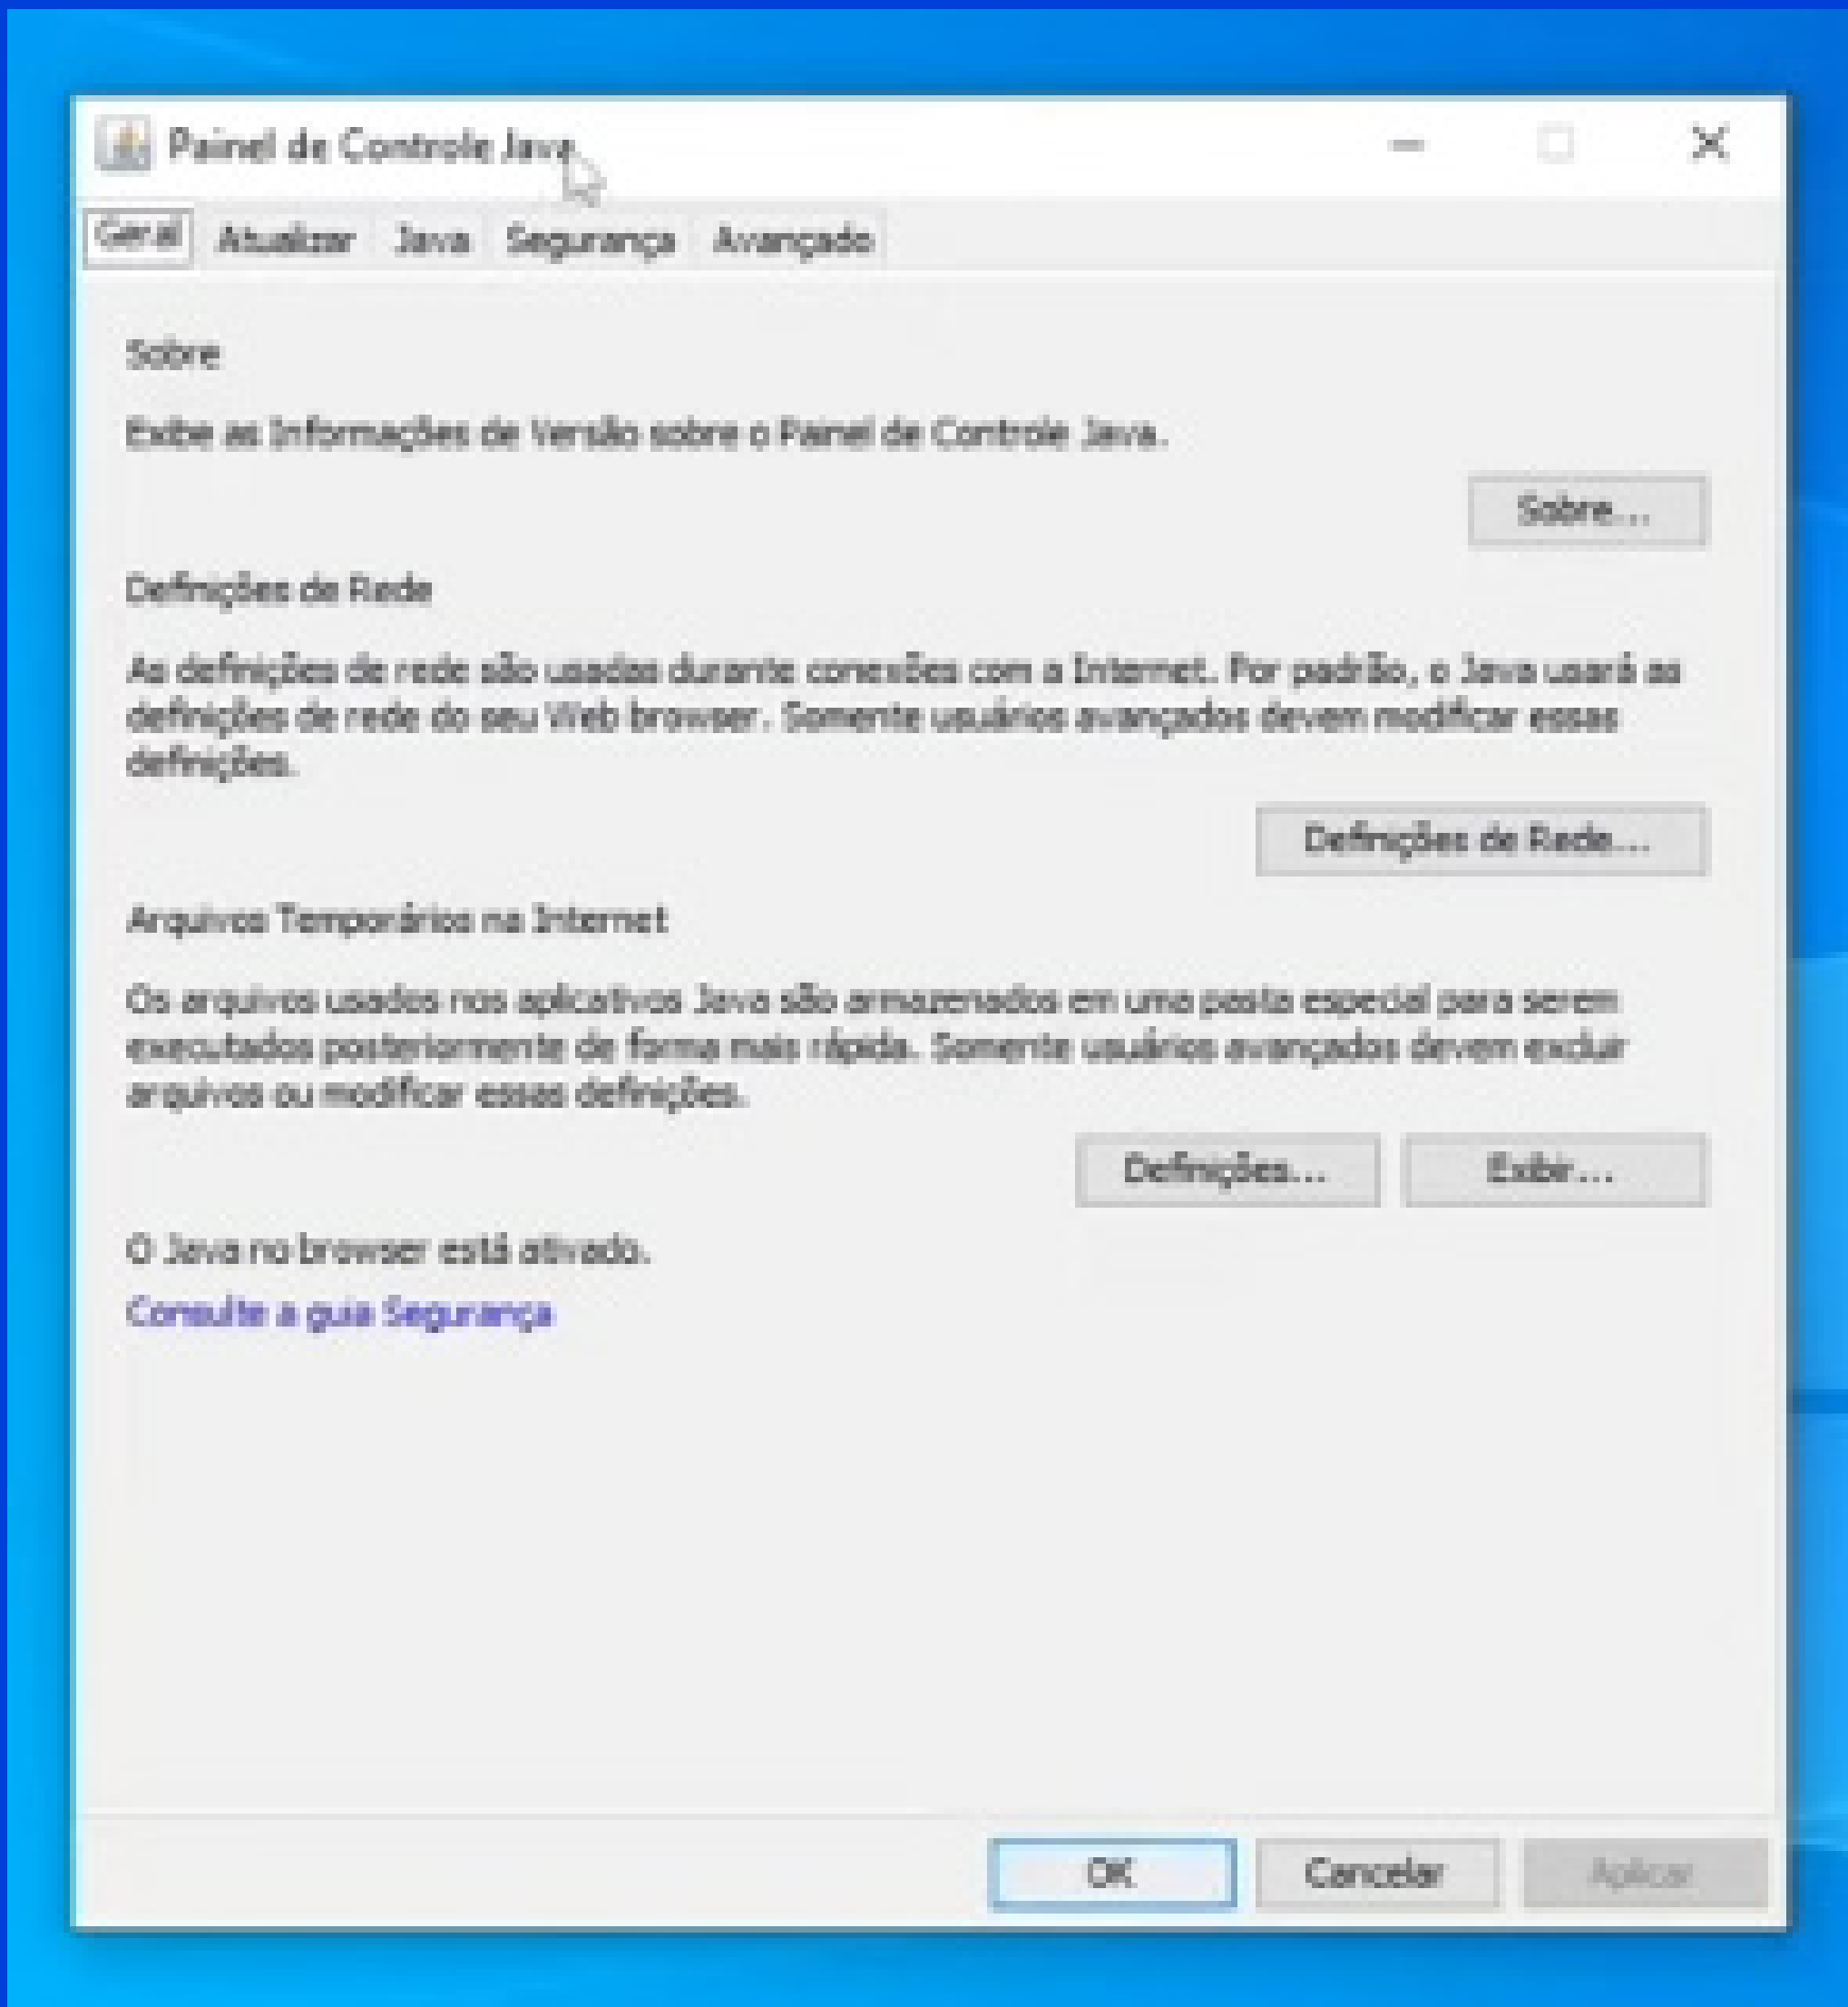 Painel de Controle Java
Geral Atualizar Java Segurança Avançado
Sobre
Exibe as Informações de Versão sobre o Painel de Controle Java.
Sobre...
Definições de Rede
As definições de rede são usadas durante conexões com a Internet. Por padrão, o Java usará as
definições de rede do seu Web browser. Somente usuários avançados devem modificar essas
definições.
Definições de Rede...
Arquivos Temporários na Internet
Os arquivos usados nos aplicativos Java são armazenados em uma pasta especial para serem
executados posteriormente de forma mais rápida. Somente usuários avançados devem excluir
arquivos ou modificar essas definições.
Definições... Exibir...
O Java no browser está ativado.
Consulte a guia Segurança
OK Cancelar Aplicar